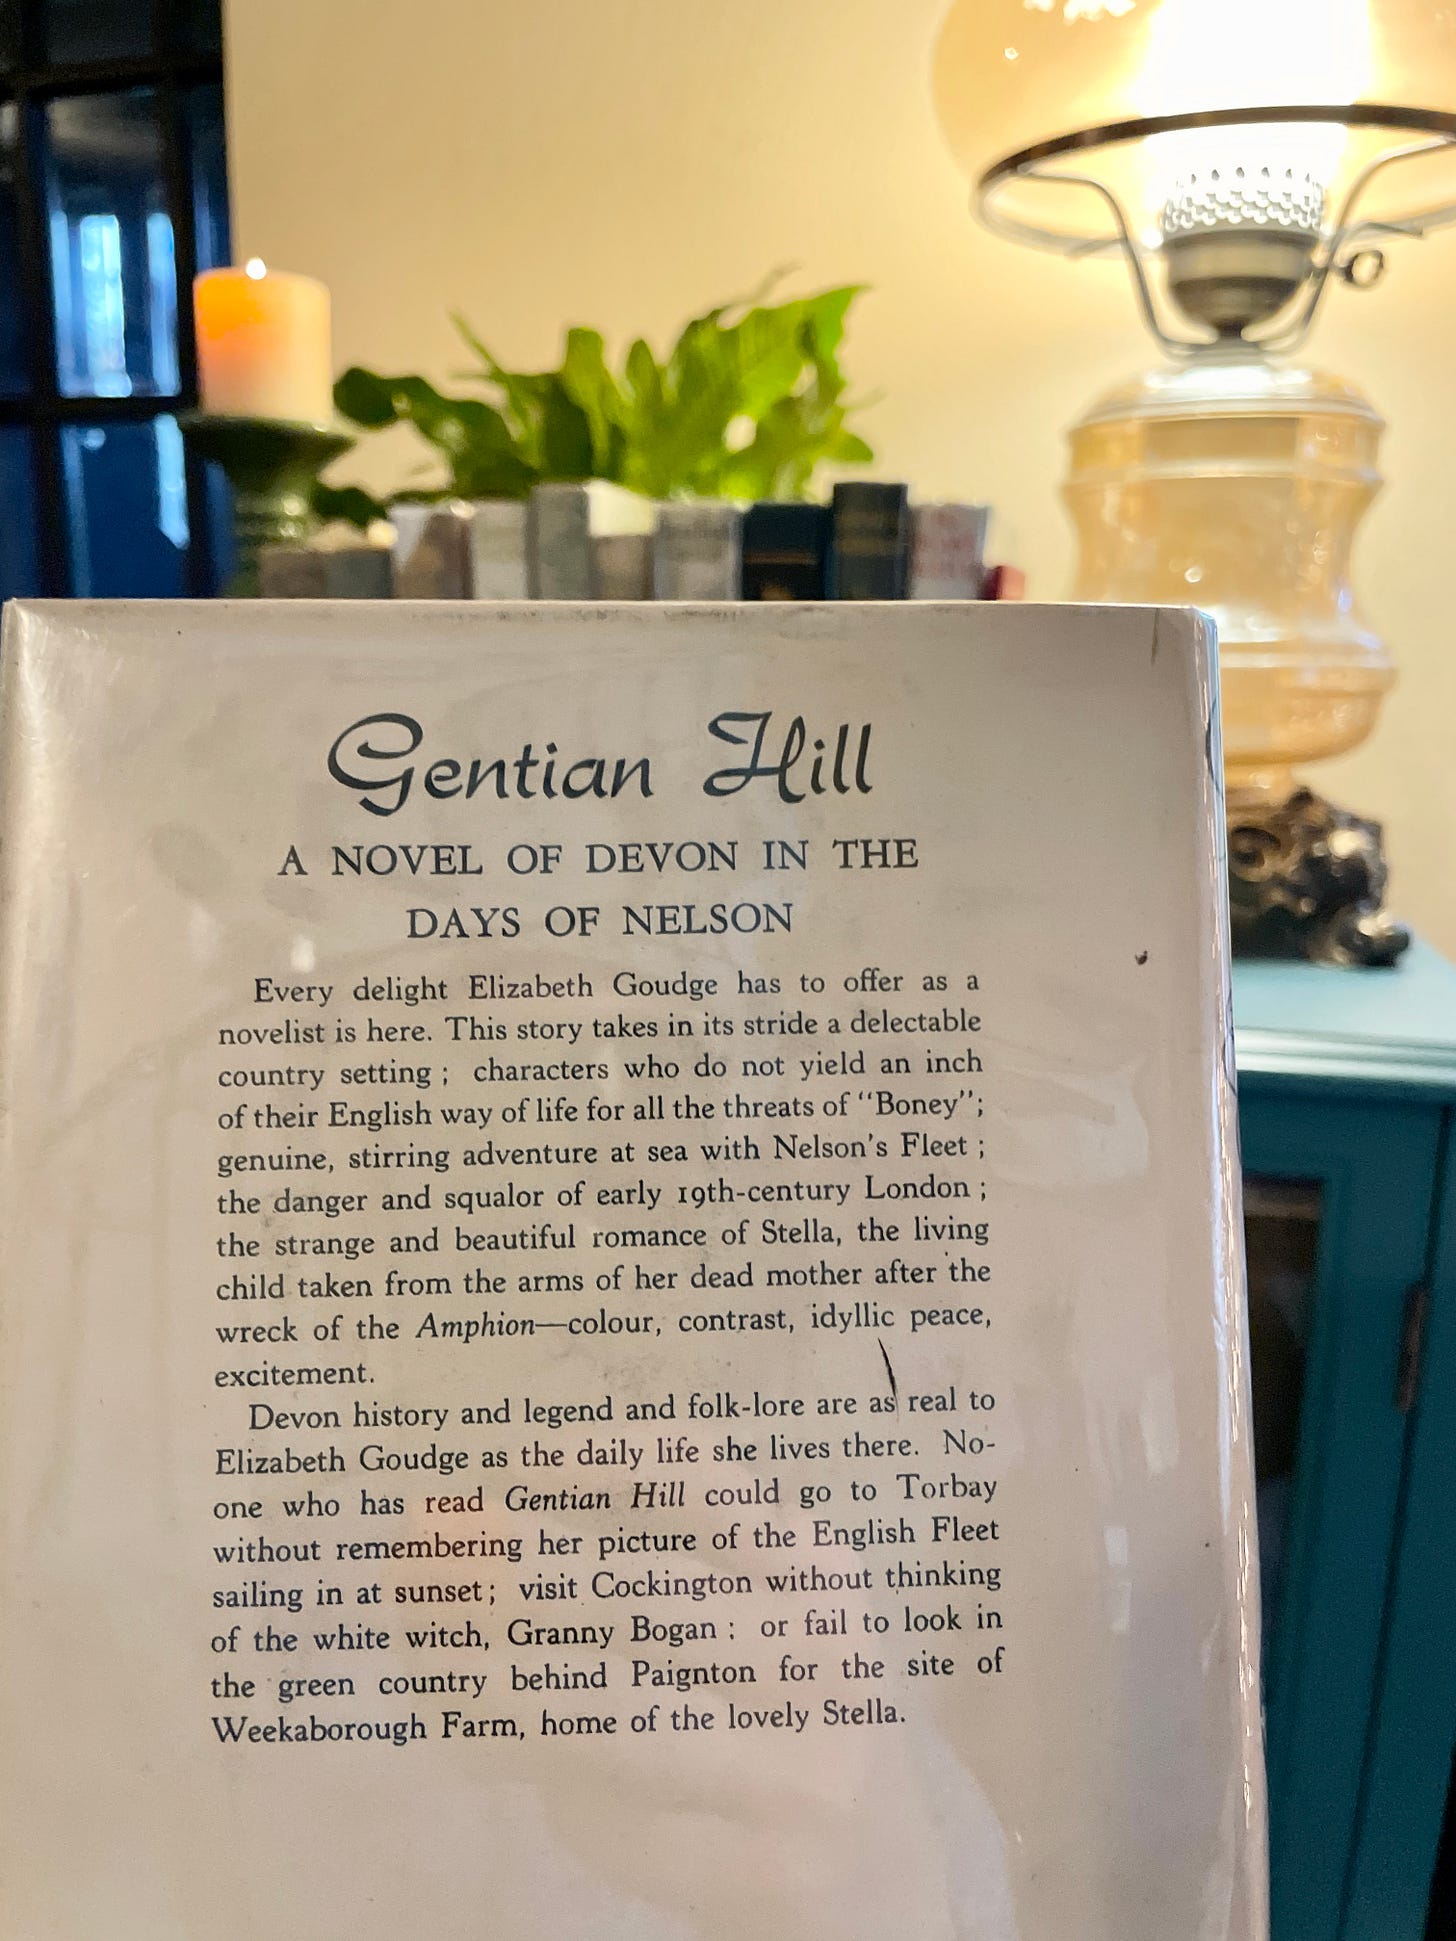 Gentian Hill
A NOVEL OF DEVON IN THE
DAYS OF NELSON
Every delight Elizabeth Goudge has to offer as a
novelist is here. This story takes in its stride a delectable
country setting ; characters who do not yield an inch
of their English way of life for all the threats of “Boney”;
genuine, stirring adventure at sea with Nelson's Fleet ;
the danger and squalor of early 19th-century London ;
the strange and beautiful romance of Stella, the living
child taken from the arms of her dead mother after the
wreck of the Amphion—colour, contrast, idyllic peace,
excitement.
Devon history and legend and folk-lore are as real to
Elizabeth Goudge as the daily life she lives there. No-
one who has read Gentian Hill could go to Torbay
without remembering her picture of the English Fleet
sailing in at sunset; visit Cockington without thinking
of the white witch, Granny Bogan : or fail to look in
the green country behind Paignton for the site of
Weekaborough Farm, home of the lovely Stella.